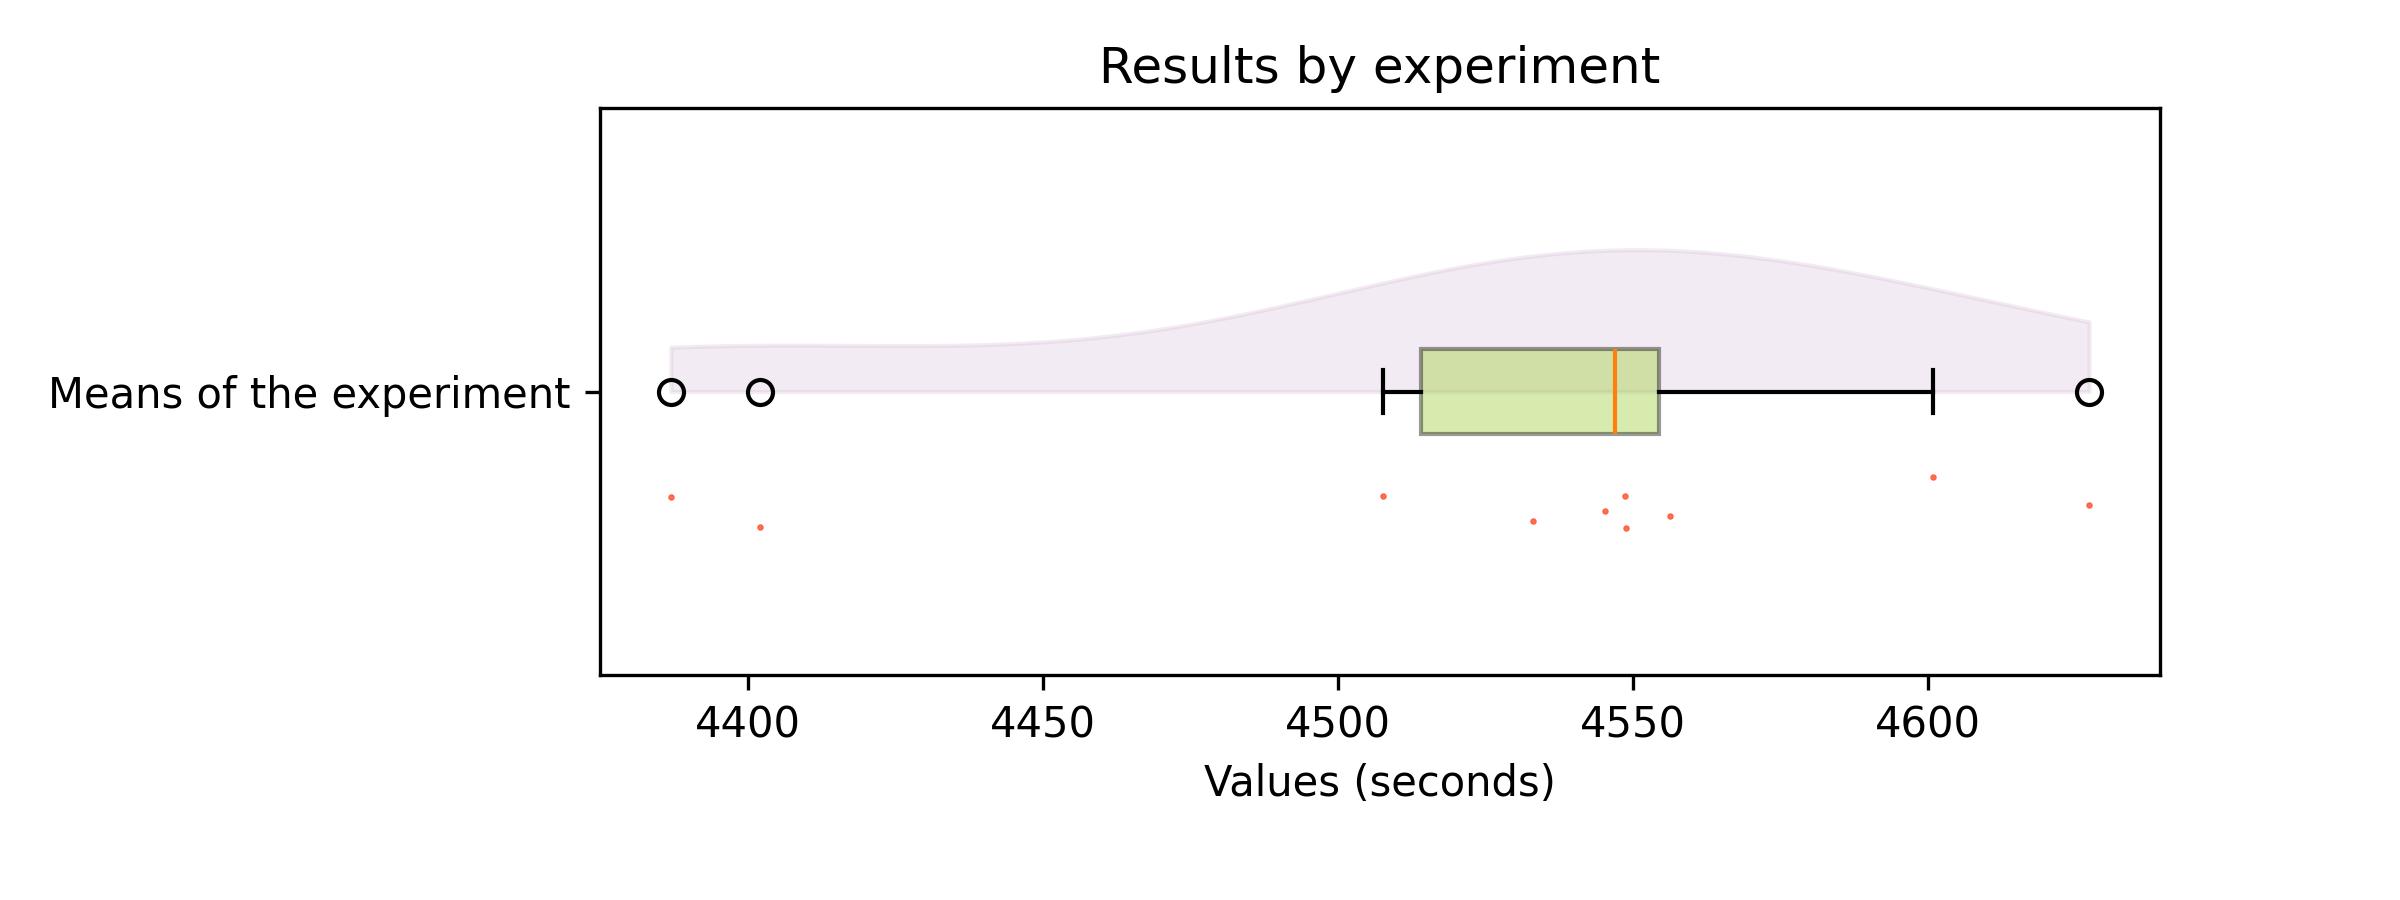 Results by experiment
Means of the experiment
4400 4450 4500 4550 4600
Values (seconds)